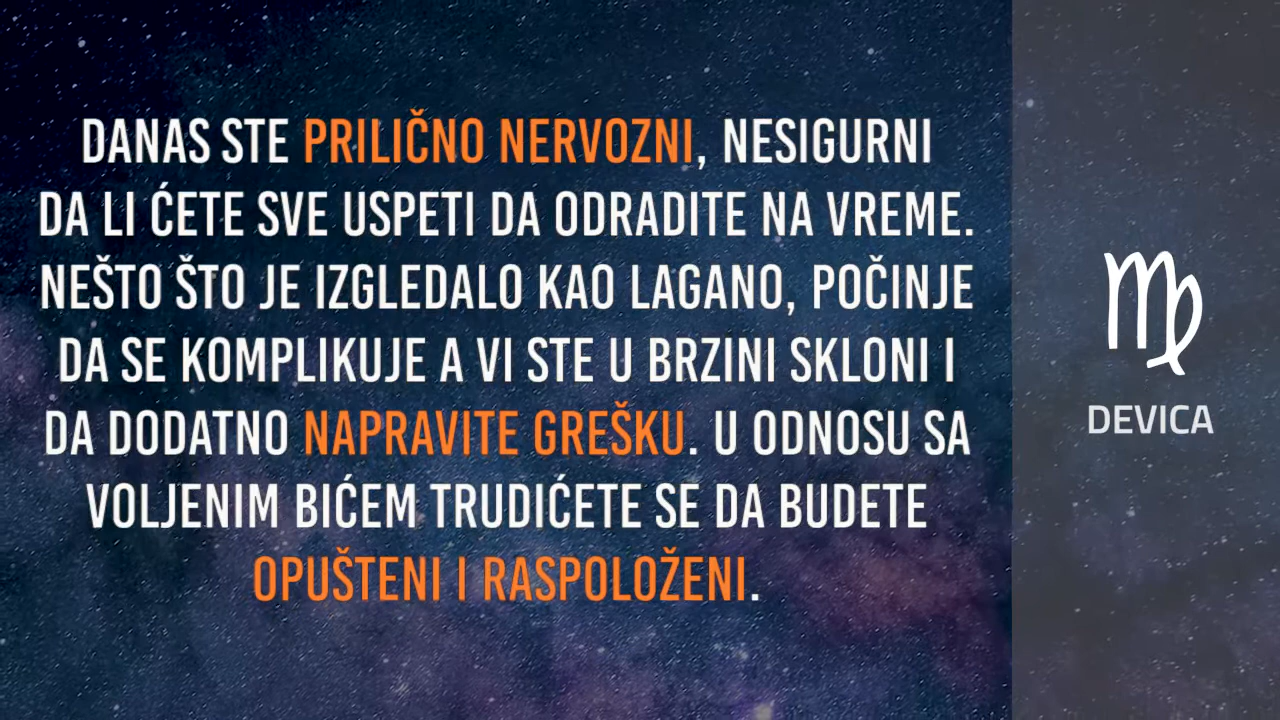 DANAS STE PRILIČNO NERVOZNI, NESIGURNI
DA LI ĆETE SVE USPETI DA ODRADITE NA VREME.
NEŠTO ŠTO JE IZGLEDALO KAO LAGANO, POČINJE
DA SE KOMPLIKUJE A VI STE U BRZINI SKLONI I
DA DODATNO NAPRAVITE GREŠKU. U ODNOSU SA
VOLJENIM BIĆEM TRUDIĆETE SE DA BUDETE
OPUŠTENI I RASPOLOŽENI.
DEVICA